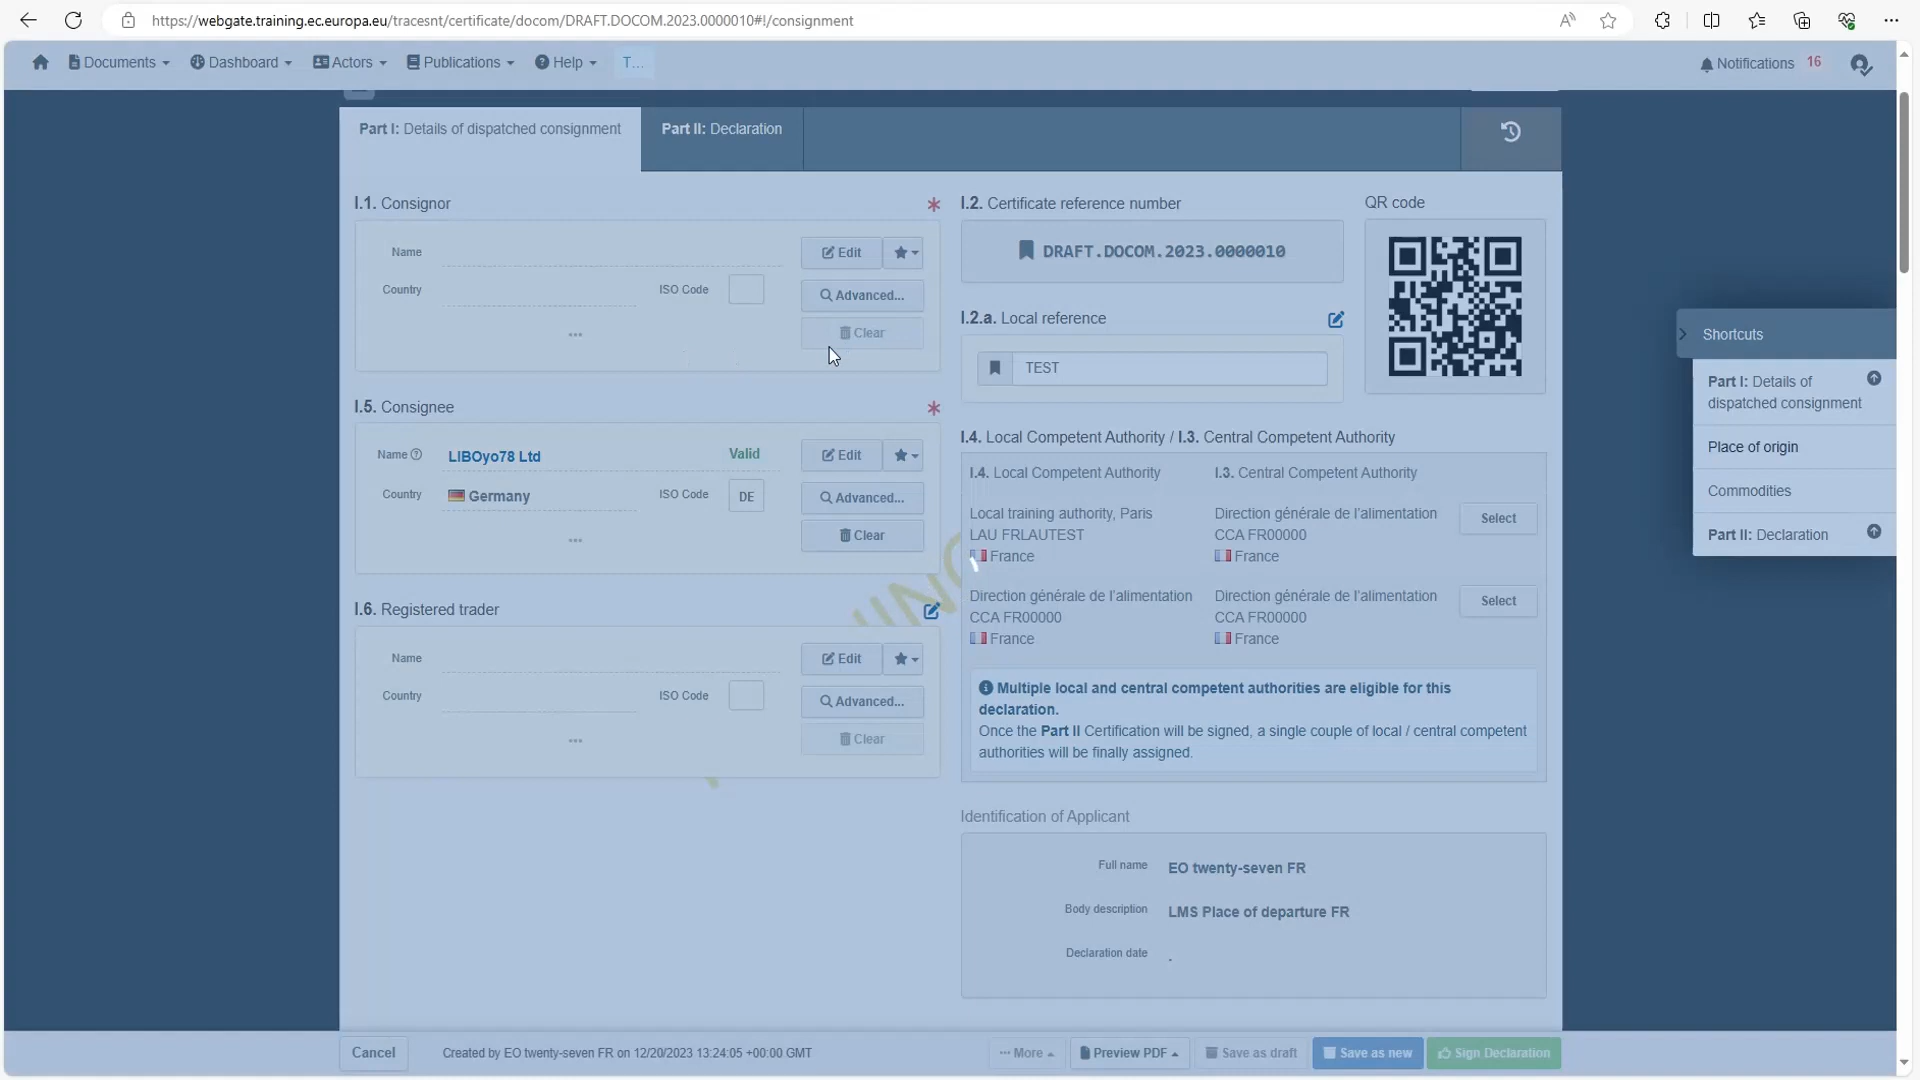 https://webgate.training.ec.europa.eu/tracesnt/certificate/docom/DRAFT.DOCOM.2023.0000010#!/consignment
Documents Dashboard Actors Publications Help T... Notifications 16
Part I: Details of dispatched consignment
Part II: Declaration
I.1. Consignor *
Name
Edit
Country
ISO Code
Advanced...
...
Clear
I.2. Certificate reference number
DRAFT.DOCOM.2023.0000010
QR code
I.2.a. Local reference
TEST
I.5. Consignee *
Name LIBOyo78 Ltd Valid
Edit
Country Germany ISO Code DE
Advanced...
...
Clear
I.4. Local Competent Authority / I.3. Central Competent Authority
I.4. Local Competent Authority I.3. Central Competent Authority
Local training authority, Paris Direction générale de l'alimentation
LAU FRLAUTEST CCA FR00000 Select
France France
Direction générale de l'alimentation Direction générale de l'alimentation
CCA FR00000 CCA FR00000 Select
France France
Multiple local and central competent authorities are eligible for this
declaration.
Once the Part II Certification will be signed, a single couple of local / central competent
authorities will be finally assigned.
I.6. Registered trader
Name
Edit
Country
ISO Code
Advanced...
...
Clear
Identification of Applicant
Full name EO twenty-seven FR
Body description LMS Place of departure FR
Declaration date .
Shortcuts
Part I: Details of
dispatched consignment
Place of origin
Commodities
Part II: Declaration
Cancel
Created by EO twenty-seven FR on 12/20/2023 13:24:05 +00:00 GMT
... More
Preview PDF
Save as draft
Save as new
Sign Declaration